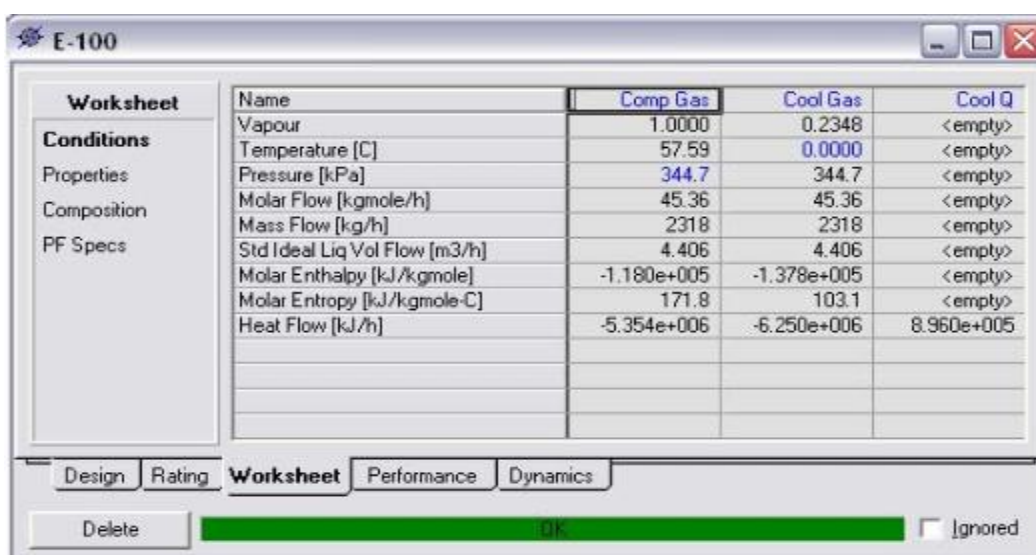 E-100
Worksheet
Conditions
Properties
Composition
PF Specs
Name Comp Gas Cool Gas Cool Q
Vapour 1.0000 0.2348 <empty>
Temperature [C] 57.59 0.0000 <empty>
Pressure [kPa] 344.7 344.7 <empty>
Molar Flow [kgmole/h] 45.36 45.36 <empty>
Mass Flow [kg/h] 2318 2318 <empty>
Std Ideal Liq Vol Flow [m3/h] 4.406 4.406 <empty>
Molar Enthalpy [kJ/kgmole] -1.180e+005 -1.378e+005 <empty>
Molar Entropy [kJ/kgmole-C] 171.8 103.1 <empty>
Heat Flow [kJ/h] -5.354e+006 -6.250e+006 8.960e+005
Design Rating Worksheet Performance Dynamics
Delete OK Ignored